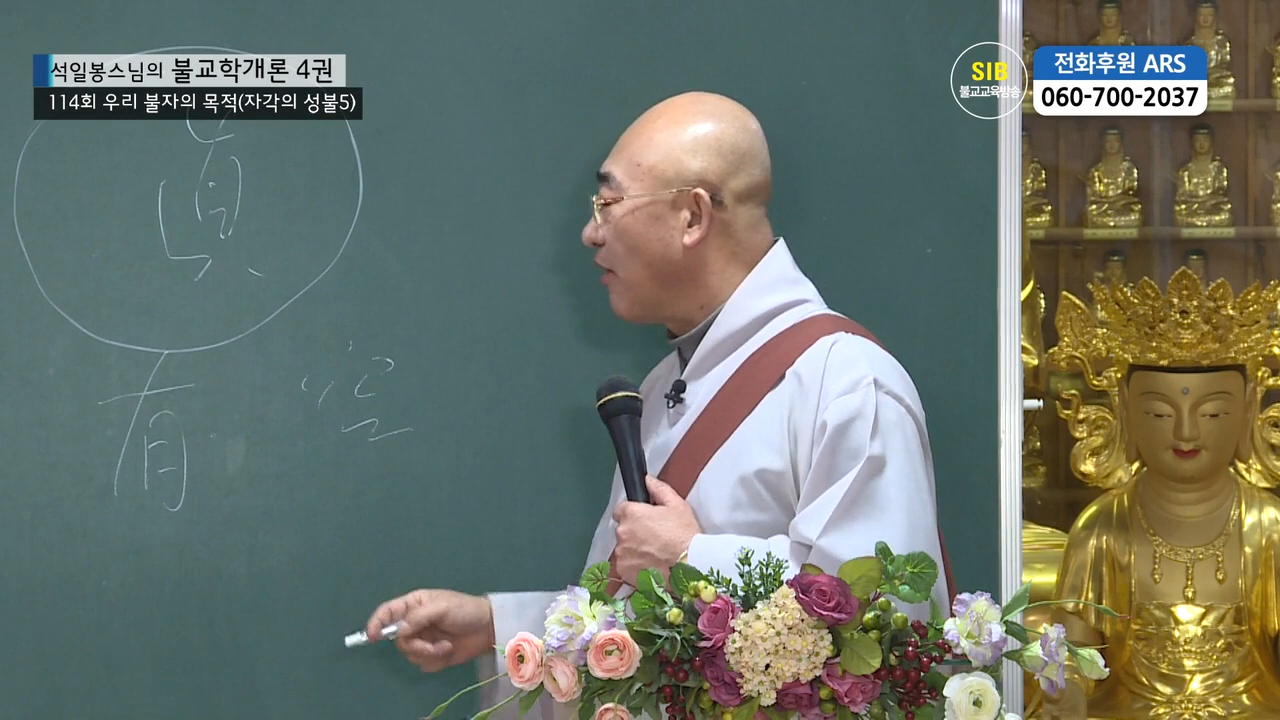 석일봉스님의 불교학개론 4권
114회 우리 불자의 목적(자각의 성불5)
SIB
불교교육방송
전화후원 ARS
060-700-2037
有 空